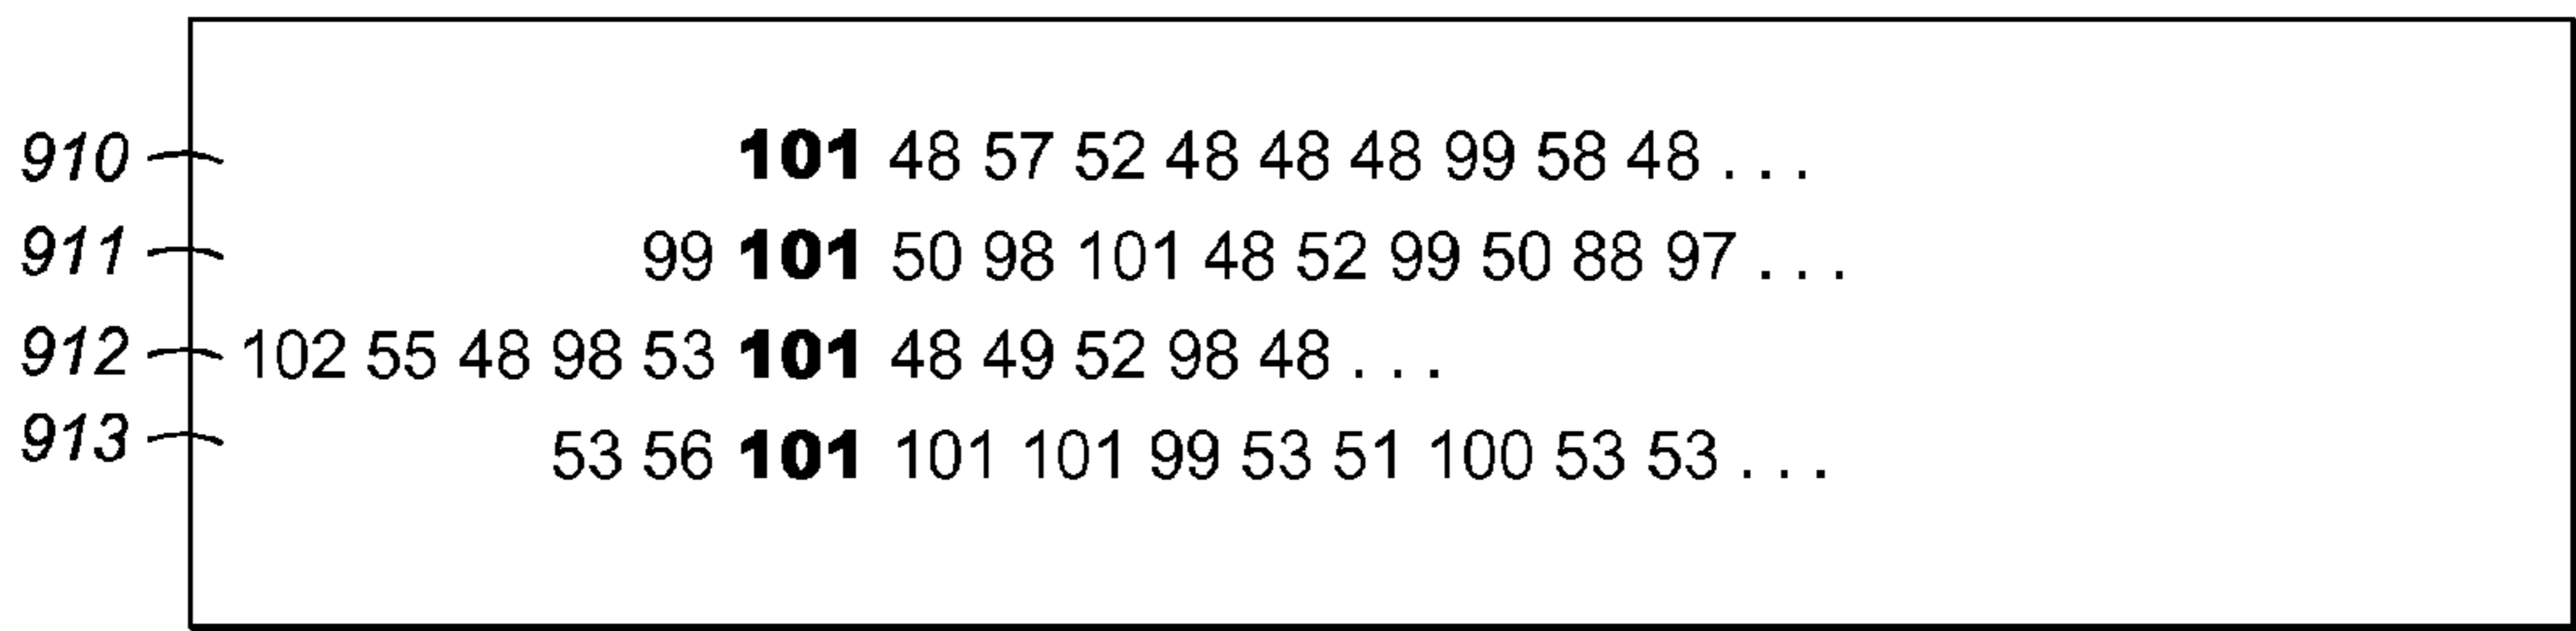 910 101 48 57 52 48 48 48 99 58 48 . . .
911 99 101 50 98 101 48 52 99 50 88 97 . . .
912 102 55 48 98 53 101 48 49 52 98 48 . . .
913 53 56 101 101 101 99 53 51 100 53 53 . . .